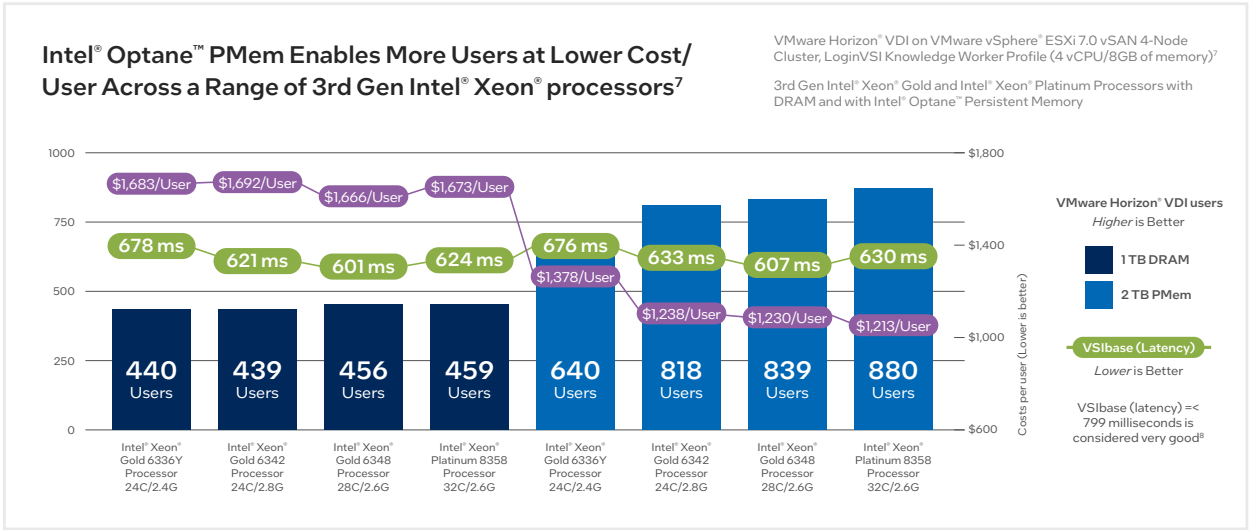 Intel® Optane™ PMem Enables More Users at Lower Cost/
User Across a Range of 3rd Gen Intel® Xeon® processors⁷
VMware Horizon® VDI on VMware vSphere® ESXi 7.0 vSAN 4-Node
Cluster, LoginVSI Knowledge Worker Profile (4 vCPU/8GB of memory)⁷
3rd Gen Intel® Xeon® Gold and Intel® Xeon® Platinum Processors with
DRAM and with Intel® Optane™ Persistent Memory
1000
750
500
250
0
$1,683/User
$1,692/User
$1,666/User
$1,673/User
$1,378/User
$1,238/User
$1,230/User
$1,213/User
678 ms
621 ms
601 ms
624 ms
676 ms
633 ms
607 ms
630 ms
440
Users
439
Users
456
Users
459
Users
640
Users
818
Users
839
Users
880
Users
Intel® Xeon®
Gold 6336Y
Processor
24C/2.4G
Intel® Xeon®
Gold 6342
Processor
24C/2.8G
Intel® Xeon®
Gold 6348
Processor
28C/2.6G
Intel® Xeon®
Platinum 8358
Processor
32C/2.6G
Intel® Xeon®
Gold 6336Y
Processor
24C/2.4G
Intel® Xeon®
Gold 6342
Processor
24C/2.8G
Intel® Xeon®
Gold 6348
Processor
28C/2.6G
Intel® Xeon®
Platinum 8358
Processor
32C/2.6G
$1,800
$1,400
$1,000
$600
Costs per user (Lower is better)
VMware Horizon® VDI users
Higher is Better
1 TB DRAM
2 TB PMem
VSIbase (Latency)
Lower is Better
VSIbase (latency) =<
799 milliseconds is
considered very good⁸